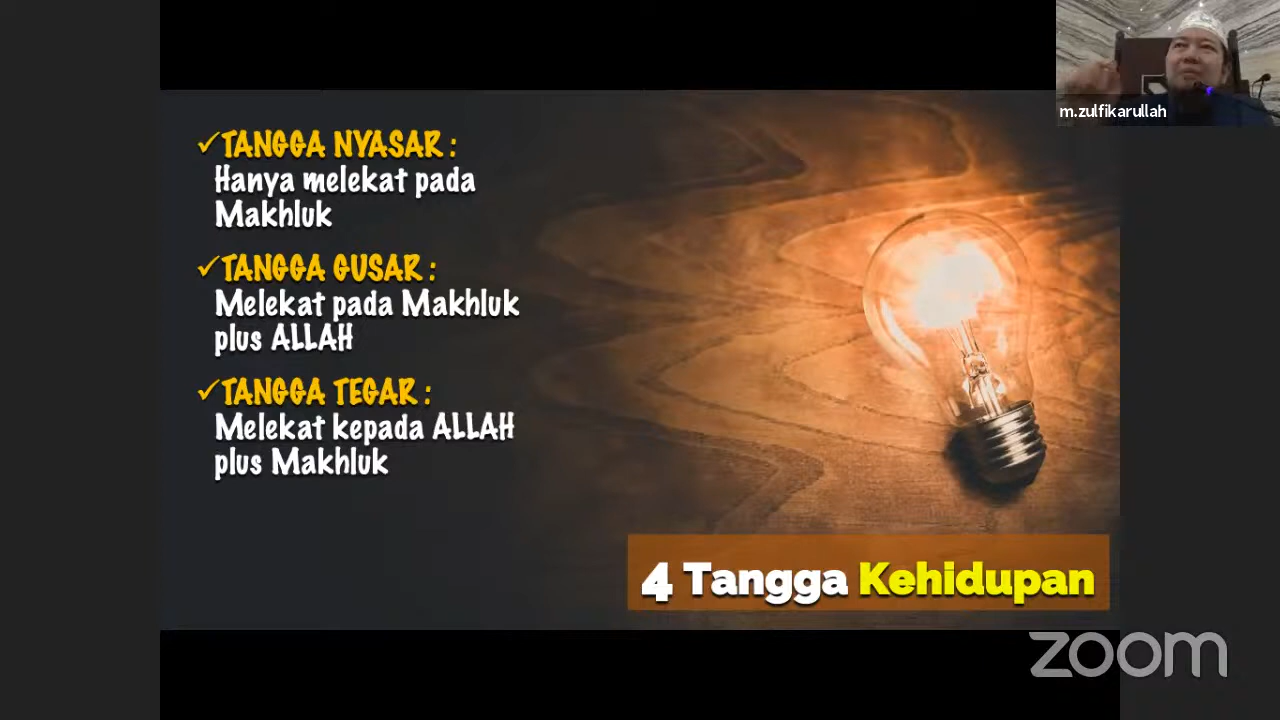 m.zulfikarullah
✓TANGGA NYASAR :
Hanya melekat pada
Makhluk
✓TANGGA GUSAR :
Melekat pada Makhluk
plus ALLAH
✓TANGGA TEGAR :
Melekat kepada ALLAH
plus Makhluk
4 Tangga Kehidupan
zoom